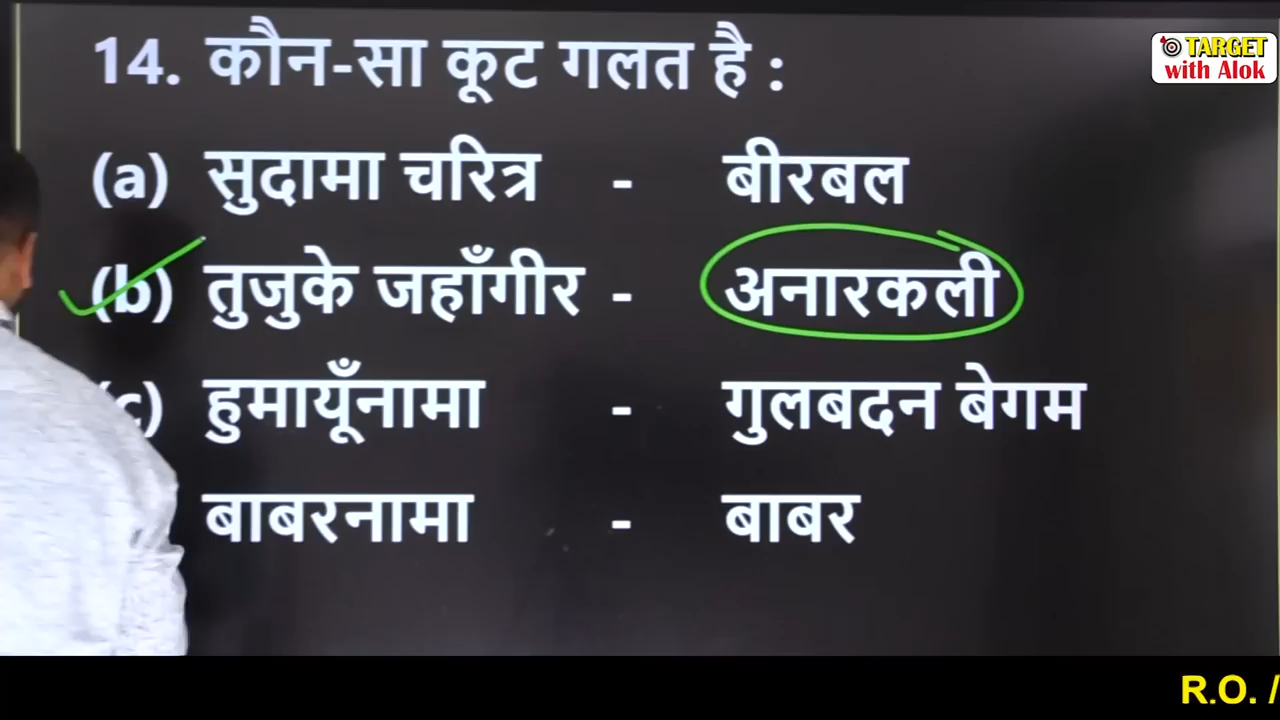 TARGET
with Alok
14. कौन-सा कूट गलत है :
(a) सुदामा चरित्र - बीरबल
(b) तुजुके जहाँगीर - अनारकली
(c) हुमायूँनामा - गुलबदन बेगम
बाबरनामा - बाबर
R.O. /